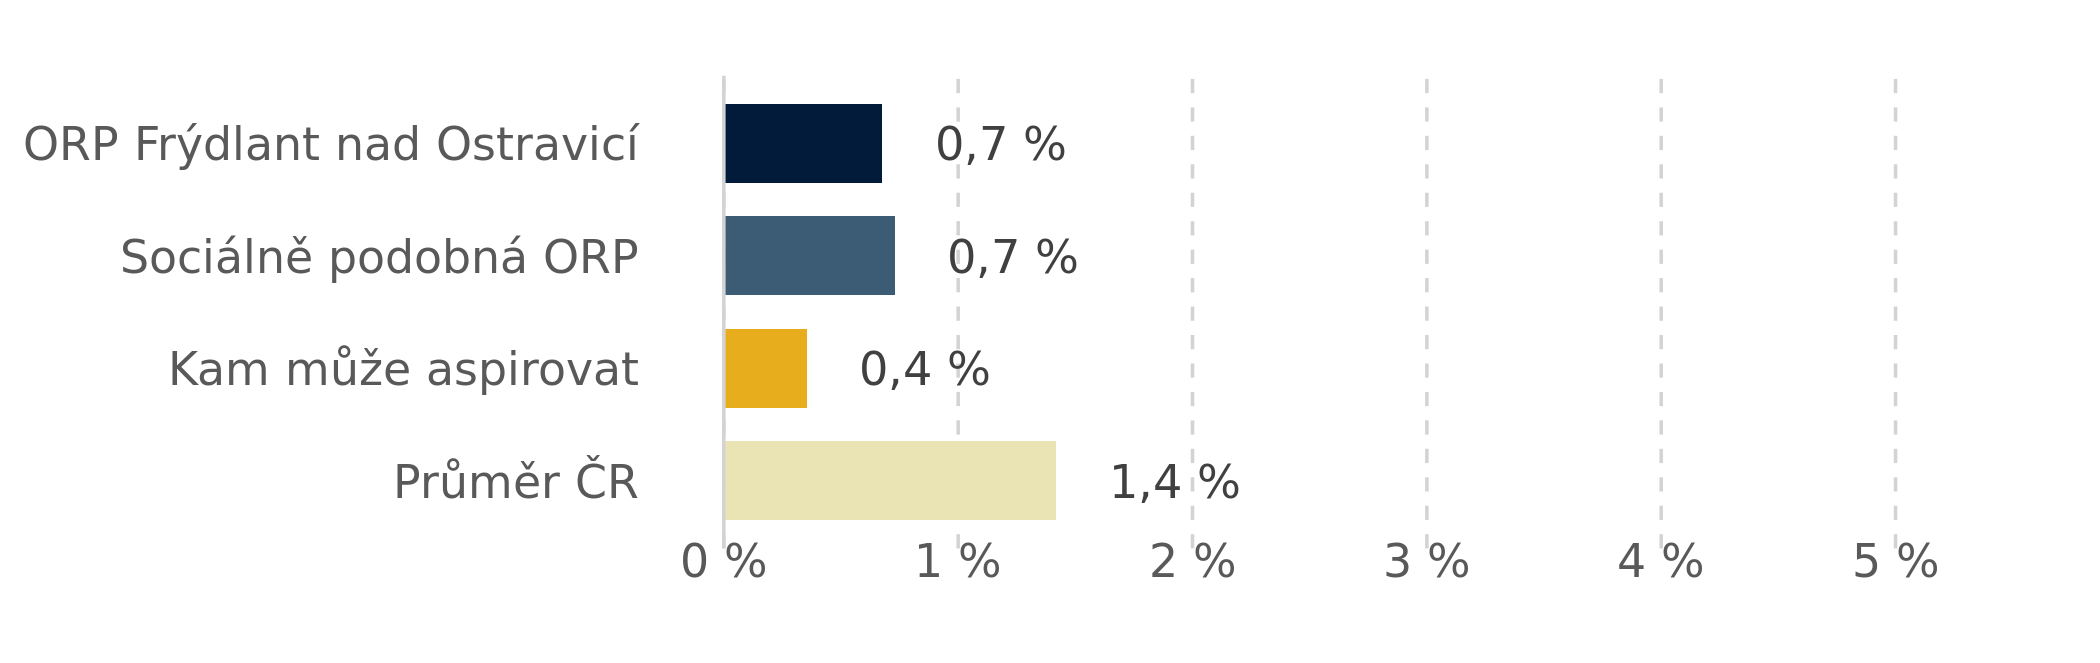 ORP Frýdlant nad Ostravicí 0,7 %
Sociálně podobná ORP 0,7 %
Kam může aspirovat 0,4 %
Průměr ČR 1,4 %
0 % 1 % 2 % 3 % 4 % 5 %